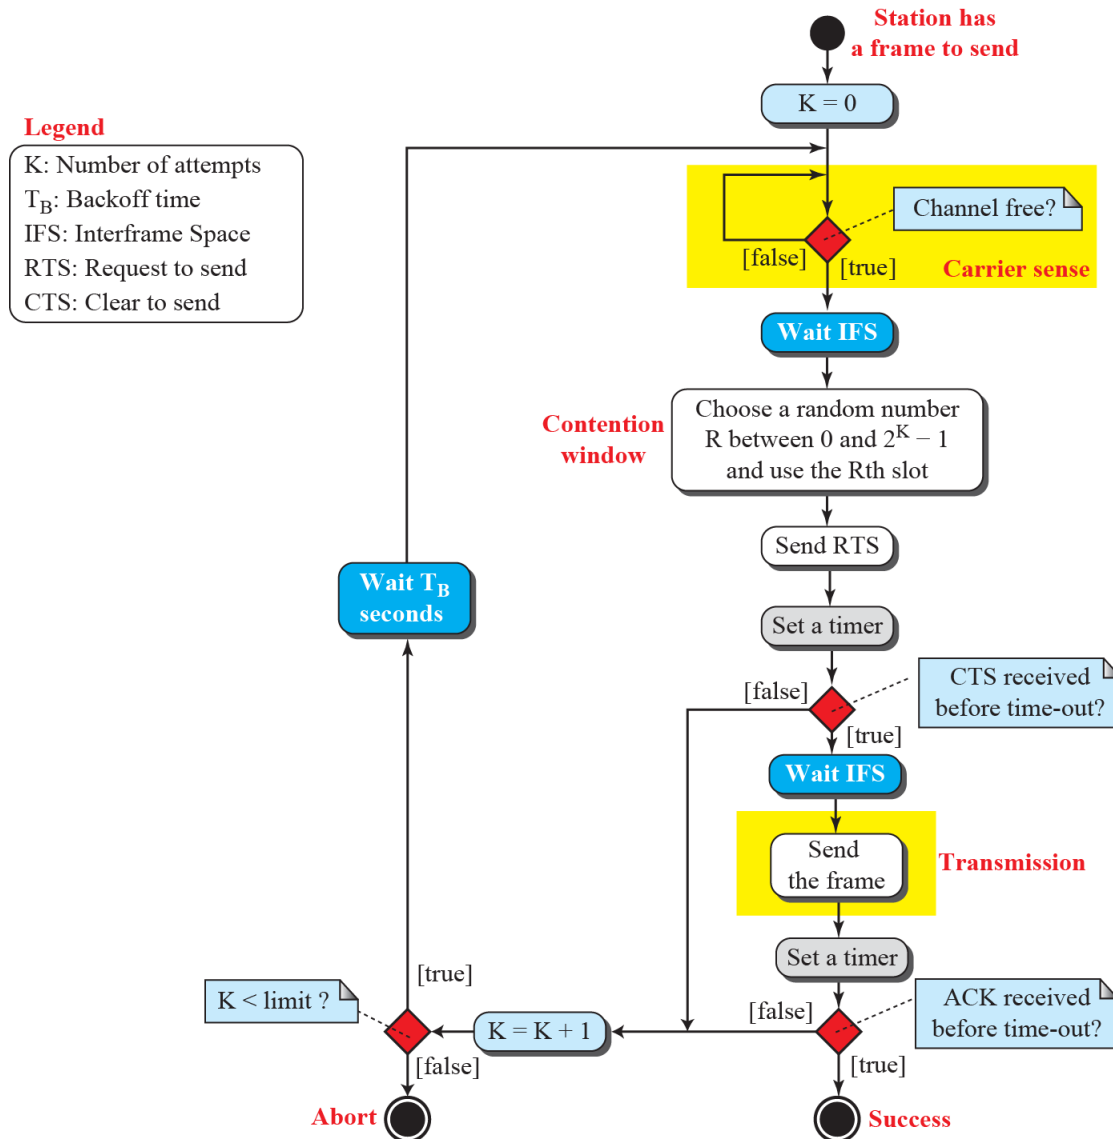 Station has
a frame to send
K = 0
Legend
K: Number of attempts
T_B: Backoff time
IFS: Interframe Space
RTS: Request to send
CTS: Clear to send
Channel free?
[false]
[true]
Carrier sense
Wait IFS
Contention
window
Choose a random number
R between 0 and 2^K − 1
and use the Rth slot
Send RTS
Wait T_B
seconds
Set a timer
[false]
CTS received
before time-out?
[true]
Wait IFS
Send
the frame
Transmission
Set a timer
[true]
K < limit ?
K = K + 1
[false]
ACK received
before time-out?
[false]
[true]
Abort
Success